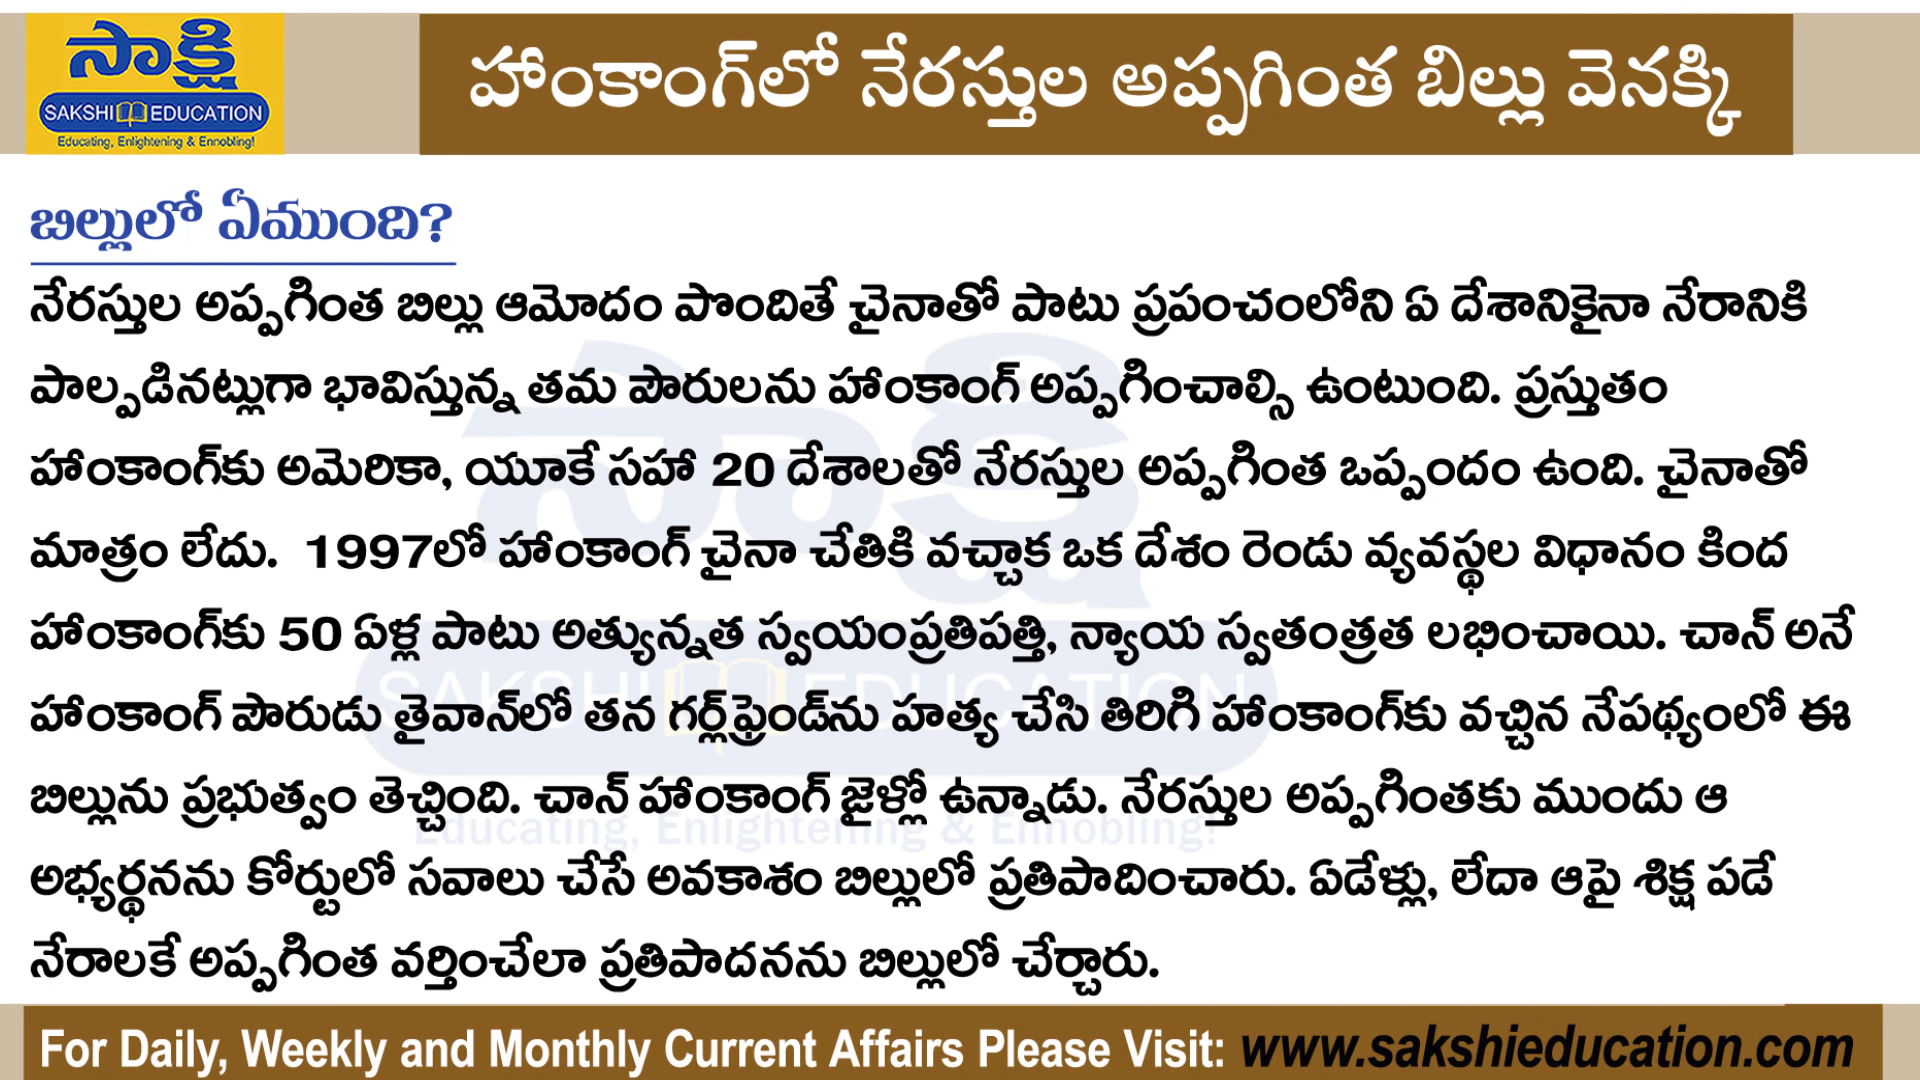 సాక్షి
SAKSHI EDUCATION
Educating, Enlightening & Ennobling!
హాంకాంగ్‌లో నేరస్తుల అప్పగింత బిల్లు వెనక్కి
బిల్లులో ఏముంది?
నేరస్తుల అప్పగింత బిల్లు ఆమోదం పొందితే చైనాతో పాటు ప్రపంచంలోని ఏ దేశానికైనా నేరానికి
పాల్పడినట్లుగా భావిస్తున్న తమ పౌరులను హాంకాంగ్ అప్పగించాల్సి ఉంటుంది. ప్రస్తుతం
హాంకాంగ్‌కు అమెరికా, యూకే సహా 20 దేశాలతో నేరస్తుల అప్పగింత ఒప్పందం ఉంది. చైనాతో
మాత్రం లేదు. 1997లో హాంకాంగ్ చైనా చేతికి వచ్చాక ఒక దేశం రెండు వ్యవస్థల విధానం కింద
హాంకాంగ్‌కు 50 ఏళ్ల పాటు అత్యున్నత స్వయంప్రతిపత్తి, న్యాయ స్వతంత్రత లభించాయి. చాన్ అనే
హాంకాంగ్ పౌరుడు తైవాన్‌లో తన గర్ల్‌ఫ్రెండ్‌ను హత్య చేసి తిరిగి హాంకాంగ్‌కు వచ్చిన నేపథ్యంలో ఈ
బిల్లును ప్రభుత్వం తెచ్చింది. చాన్ హాంకాంగ్ జైళ్లో ఉన్నాడు. నేరస్తుల అప్పగింతకు ముందు ఆ
అభ్యర్థనను కోర్టులో సవాలు చేసే అవకాశం బిల్లులో ప్రతిపాదించారు. ఏడేళ్లు, లేదా ఆపై శిక్ష పడే
నేరాలకే అప్పగింత వర్తించేలా ప్రతిపాదనను బిల్లులో చేర్చారు.
For Daily, Weekly and Monthly Current Affairs Please Visit: www.sakshieducation.com